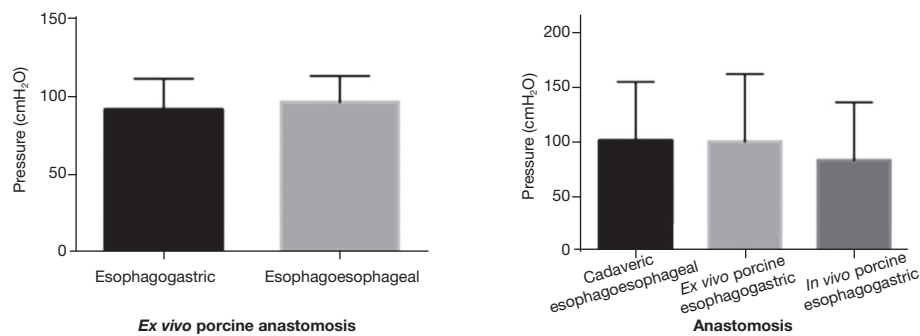 150
100
50
0
Pressure (cmH₂O)
Esophagogastric
Esophagoesophageal
Ex vivo porcine anastomosis
200
150
100
50
0
Pressure (cmH₂O)
Cadaveric
esophagoesophageal
Ex vivo porcine
esophagogastric
In vivo porcine
esophagogastric
Anastomosis